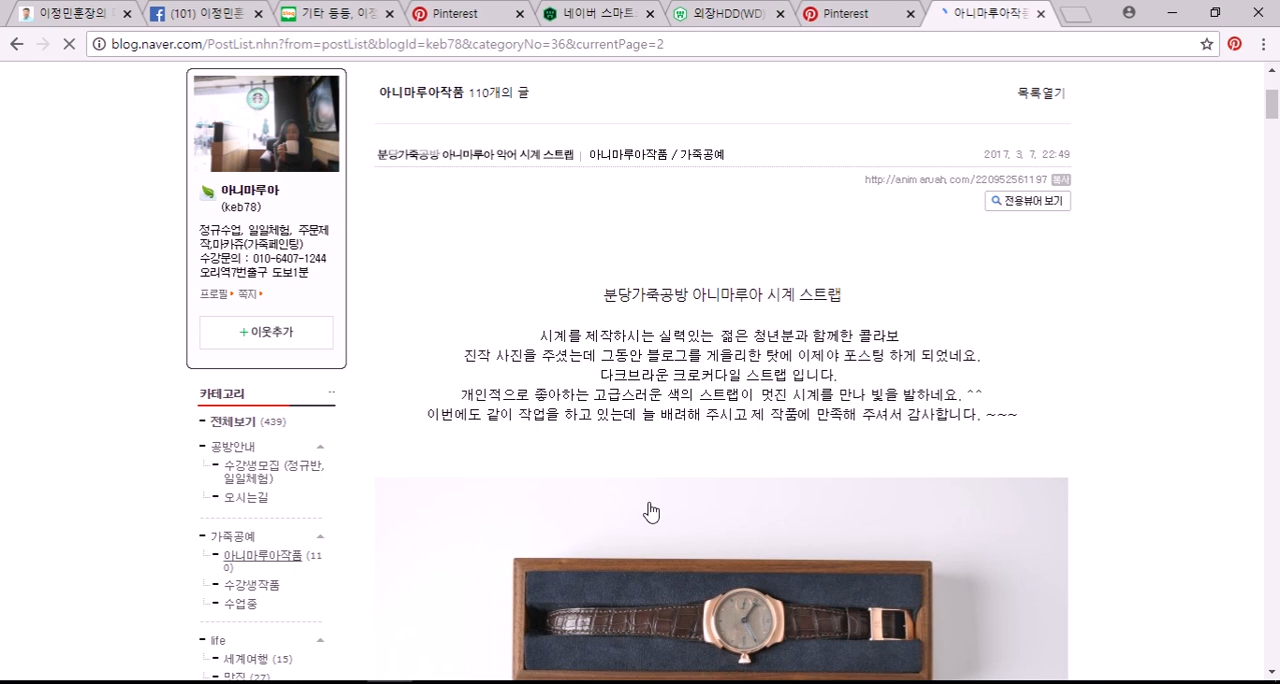 이정민훈장의
(101) 이정민훈
기타 등등, 이정
Pinterest
네이버 스마트
외장HDD(WD)
Pinterest
아니마루아작품
blog.naver.com/PostList.nhn?from=postList&blogId=keb78&categoryNo=36&currentPage=2
아니마루아
(keb78)
정규수업, 일일체험, 주문제
작,마카쥬(가죽페인팅)
수강문의 : 010-6407-1244
오리역7번출구 도보1분
프로필 쪽지
+ 이웃추가
카테고리
전체보기 (439)
공방안내
수강생모집 (정규반,
일일체험)
오시는길
가죽공예
아니마루아작품 (11
0)
수강생작품
수업중
life
세계여행 (15)
맛집 (27)
아니마루아작품 110개의 글
목록열기
분당가죽공방 아니마루아 악어 시계 스트랩 | 아니마루아작품 / 가죽공예
2017. 3. 7. 22:49
http://animaruah.com/220952561197 복사
전용뷰어 보기
분당가죽공방 아니마루아 시계 스트랩
시계를 제작하시는 실력있는 젊은 청년분과 함께한 콜라보
진작 사진을 주셨는데 그동안 블로그를 게을리한 탓에 이제야 포스팅 하게 되었네요.
다크브라운 크로커다일 스트랩 입니다.
개인적으로 좋아하는 고급스러운 색의 스트랩이 멋진 시계를 만나 빛을 발하네요. ^^
이번에도 같이 작업을 하고 있는데 늘 배려해 주시고 제 작품에 만족해 주셔서 감사합니다. ~~~